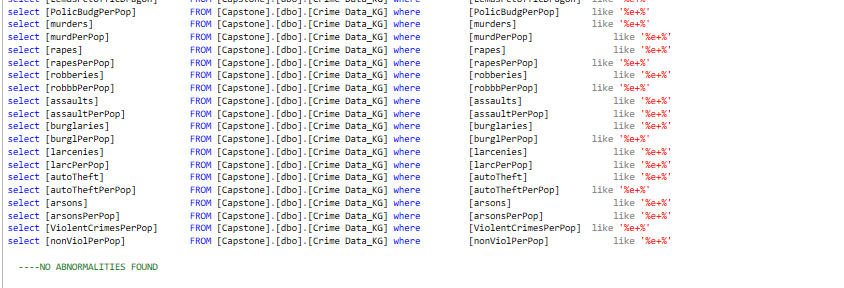 select [PolicBudgPerPop] FROM [Capstone].[dbo].[Crime Data_KG] where [PolicBudgPerPop] like '%e+%'
select [murders] FROM [Capstone].[dbo].[Crime Data_KG] where [murders] like '%e+%'
select [murdPerPop] FROM [Capstone].[dbo].[Crime Data_KG] where [murdPerPop] like '%e+%'
select [rapes] FROM [Capstone].[dbo].[Crime Data_KG] where [rapes] like '%e+%'
select [rapesPerPop] FROM [Capstone].[dbo].[Crime Data_KG] where [rapesPerPop] like '%e+%'
select [robberies] FROM [Capstone].[dbo].[Crime Data_KG] where [robberies] like '%e+%'
select [robbbPerPop] FROM [Capstone].[dbo].[Crime Data_KG] where [robbbPerPop] like '%e+%'
select [assaults] FROM [Capstone].[dbo].[Crime Data_KG] where [assaults] like '%e+%'
select [assaultPerPop] FROM [Capstone].[dbo].[Crime Data_KG] where [assaultPerPop] like '%e+%'
select [burglaries] FROM [Capstone].[dbo].[Crime Data_KG] where [burglaries] like '%e+%'
select [burglPerPop] FROM [Capstone].[dbo].[Crime Data_KG] where [burglPerPop] like '%e+%'
select [larcenies] FROM [Capstone].[dbo].[Crime Data_KG] where [larcenies] like '%e+%'
select [larcPerPop] FROM [Capstone].[dbo].[Crime Data_KG] where [larcPerPop] like '%e+%'
select [autoTheft] FROM [Capstone].[dbo].[Crime Data_KG] where [autoTheft] like '%e+%'
select [autoTheftPerPop] FROM [Capstone].[dbo].[Crime Data_KG] where [autoTheftPerPop] like '%e+%'
select [arsons] FROM [Capstone].[dbo].[Crime Data_KG] where [arsons] like '%e+%'
select [arsonsPerPop] FROM [Capstone].[dbo].[Crime Data_KG] where [arsonsPerPop] like '%e+%'
select [ViolentCrimesPerPop] FROM [Capstone].[dbo].[Crime Data_KG] where [ViolentCrimesPerPop] like '%e+%'
select [nonViolPerPop] FROM [Capstone].[dbo].[Crime Data_KG] where [nonViolPerPop] like '%e+%'
----NO ABNORMALITIES FOUND